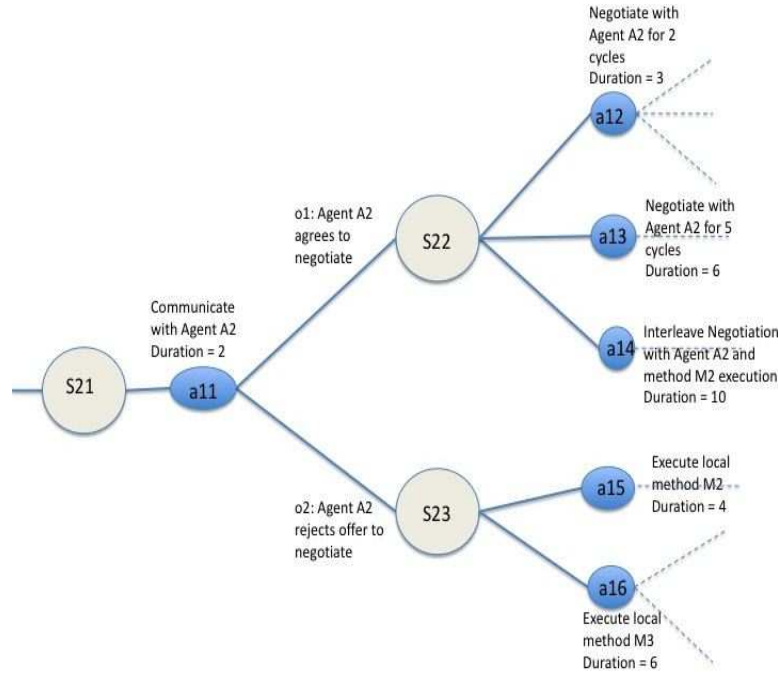 Negotiate with
Agent A2 for 2
cycles
Duration = 3
a12
Negotiate with
Agent A2 for 5
cycles
Duration = 6
a13
o1: Agent A2
agrees to
negotiate
S22
Interleave Negotiation
with Agent A2 and
method M2 execution
Duration = 10
a14
Communicate
with Agent A2
Duration = 2
S21
a11
Execute local
method M2
Duration = 4
a15
o2: Agent A2
rejects offer to
negotiate
S23
a16
Execute local
method M3
Duration = 6